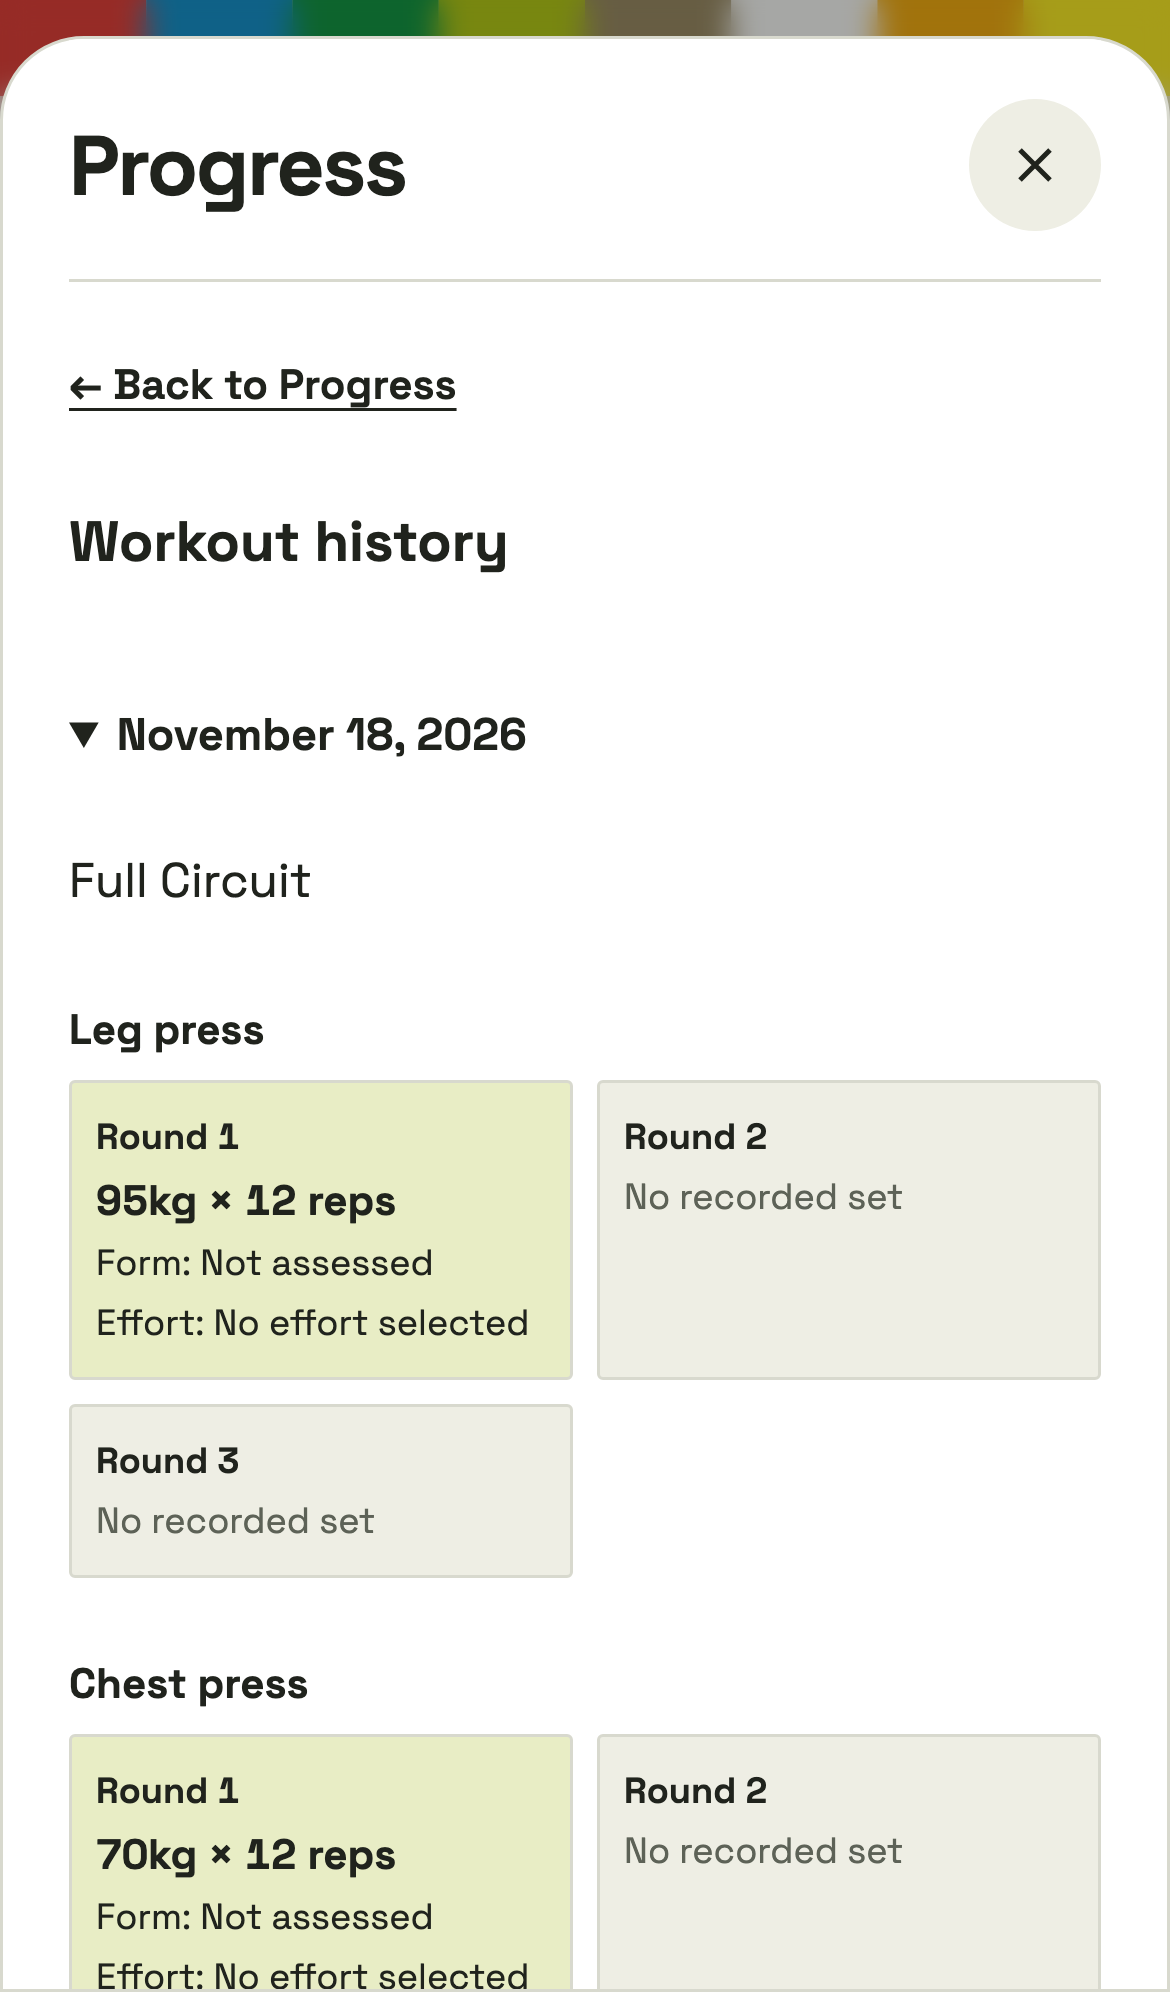 Progress
← Back to Progress
Workout history
▼ November 18, 2026
Full Circuit
Leg press
Round 1
95kg × 12 reps
Form: Not assessed
Effort: No effort selected
Round 2
No recorded set
Round 3
No recorded set
Chest press
Round 1
70kg × 12 reps
Form: Not assessed
Effort: No effort selected
Round 2
No recorded set